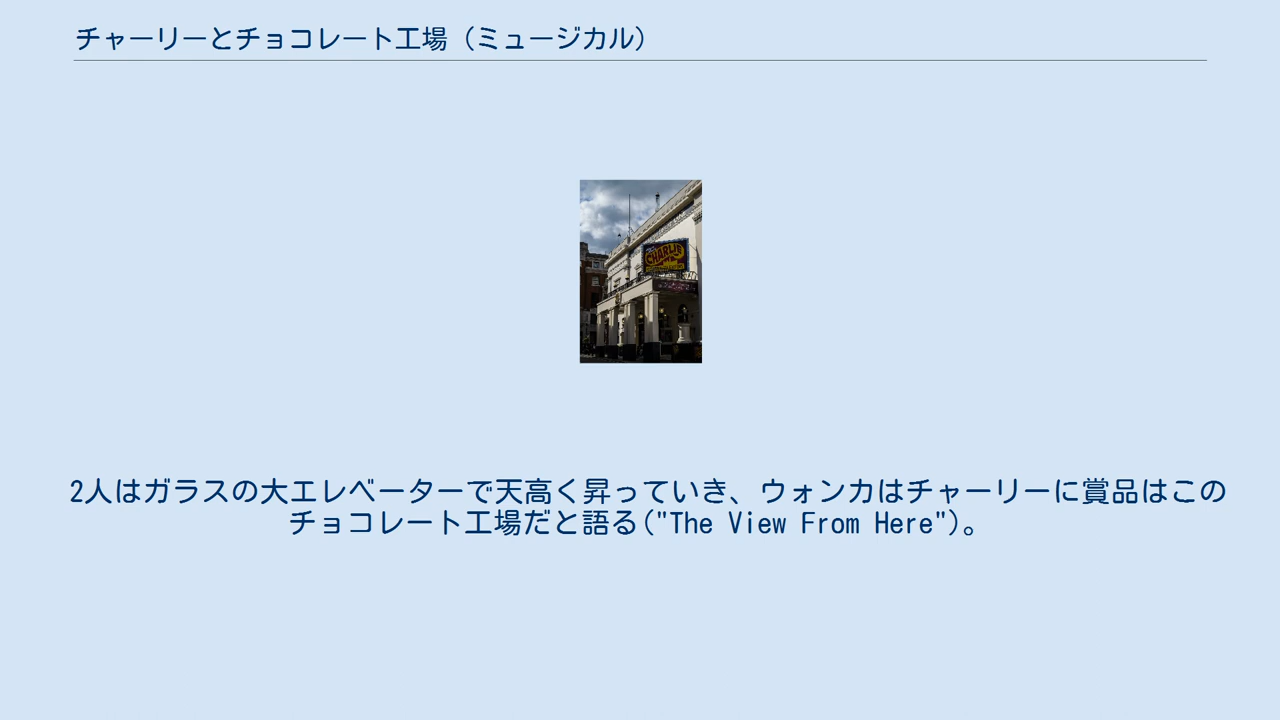 チャーリーとチョコレート工場（ミュージカル）
CHARLIE
2人はガラスの大エレベーターで天高く昇っていき、ウォンカはチャーリーに賞品はこの
チョコレート工場だと語る("The View From Here")。